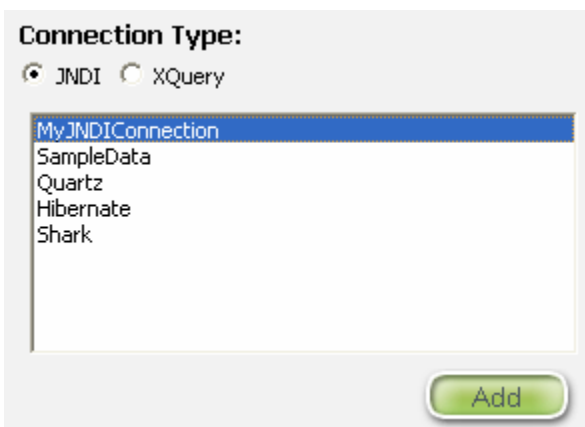 Connection Type:
JNDI XQuery
MyJNDIConnection
SampleData
Quartz
Hibernate
Shark
Add